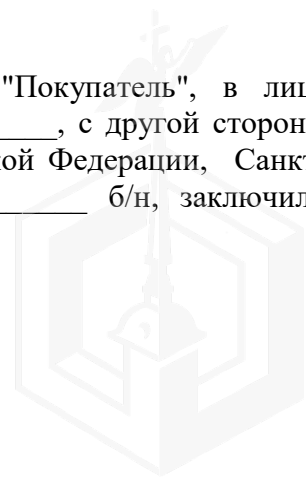 "Покупатель", в лиц
____, с другой сторон
ой Федерации, Санкт
______ б/н, заключил